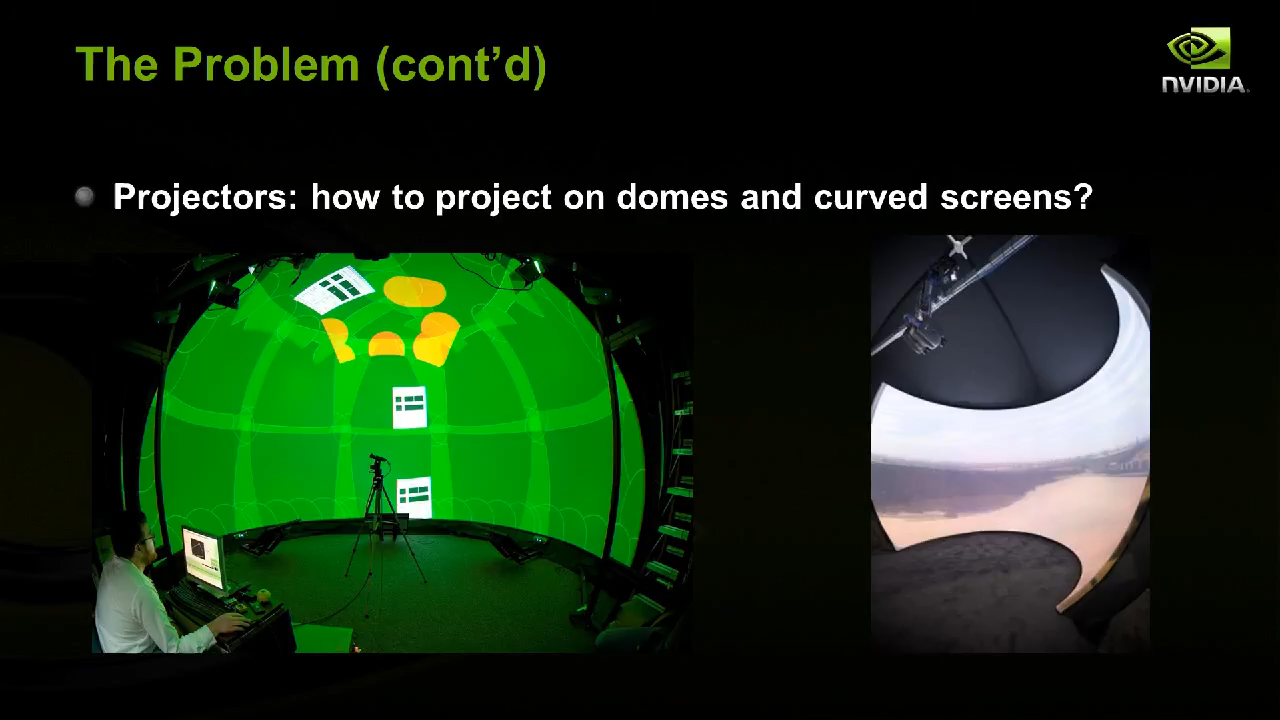 The Problem (cont’d)
NVIDIA
Projectors: how to project on domes and curved screens?